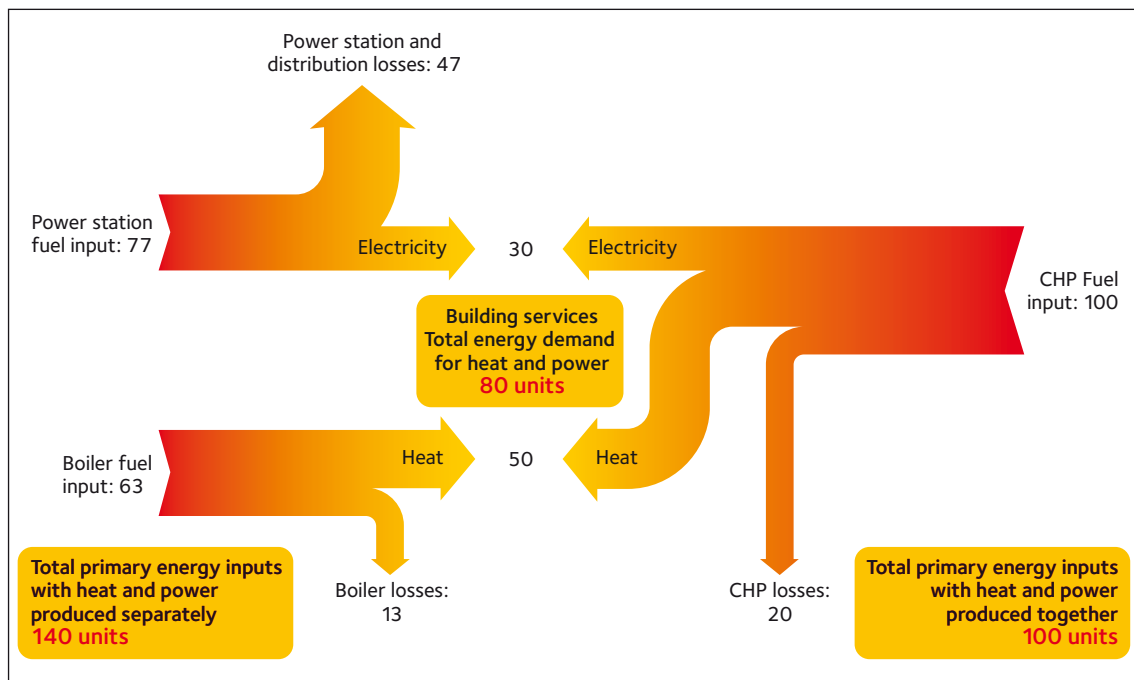 Power station and
distribution losses: 47
Power station
fuel input: 77
Electricity
30
Electricity
CHP Fuel
input: 100
Building services
Total energy demand
for heat and power
80 units
Boiler fuel
input: 63
Heat
50
Heat
Total primary energy inputs
with heat and power
produced separately
140 units
Boiler losses:
13
CHP losses:
20
Total primary energy inputs
with heat and power
produced together
100 units